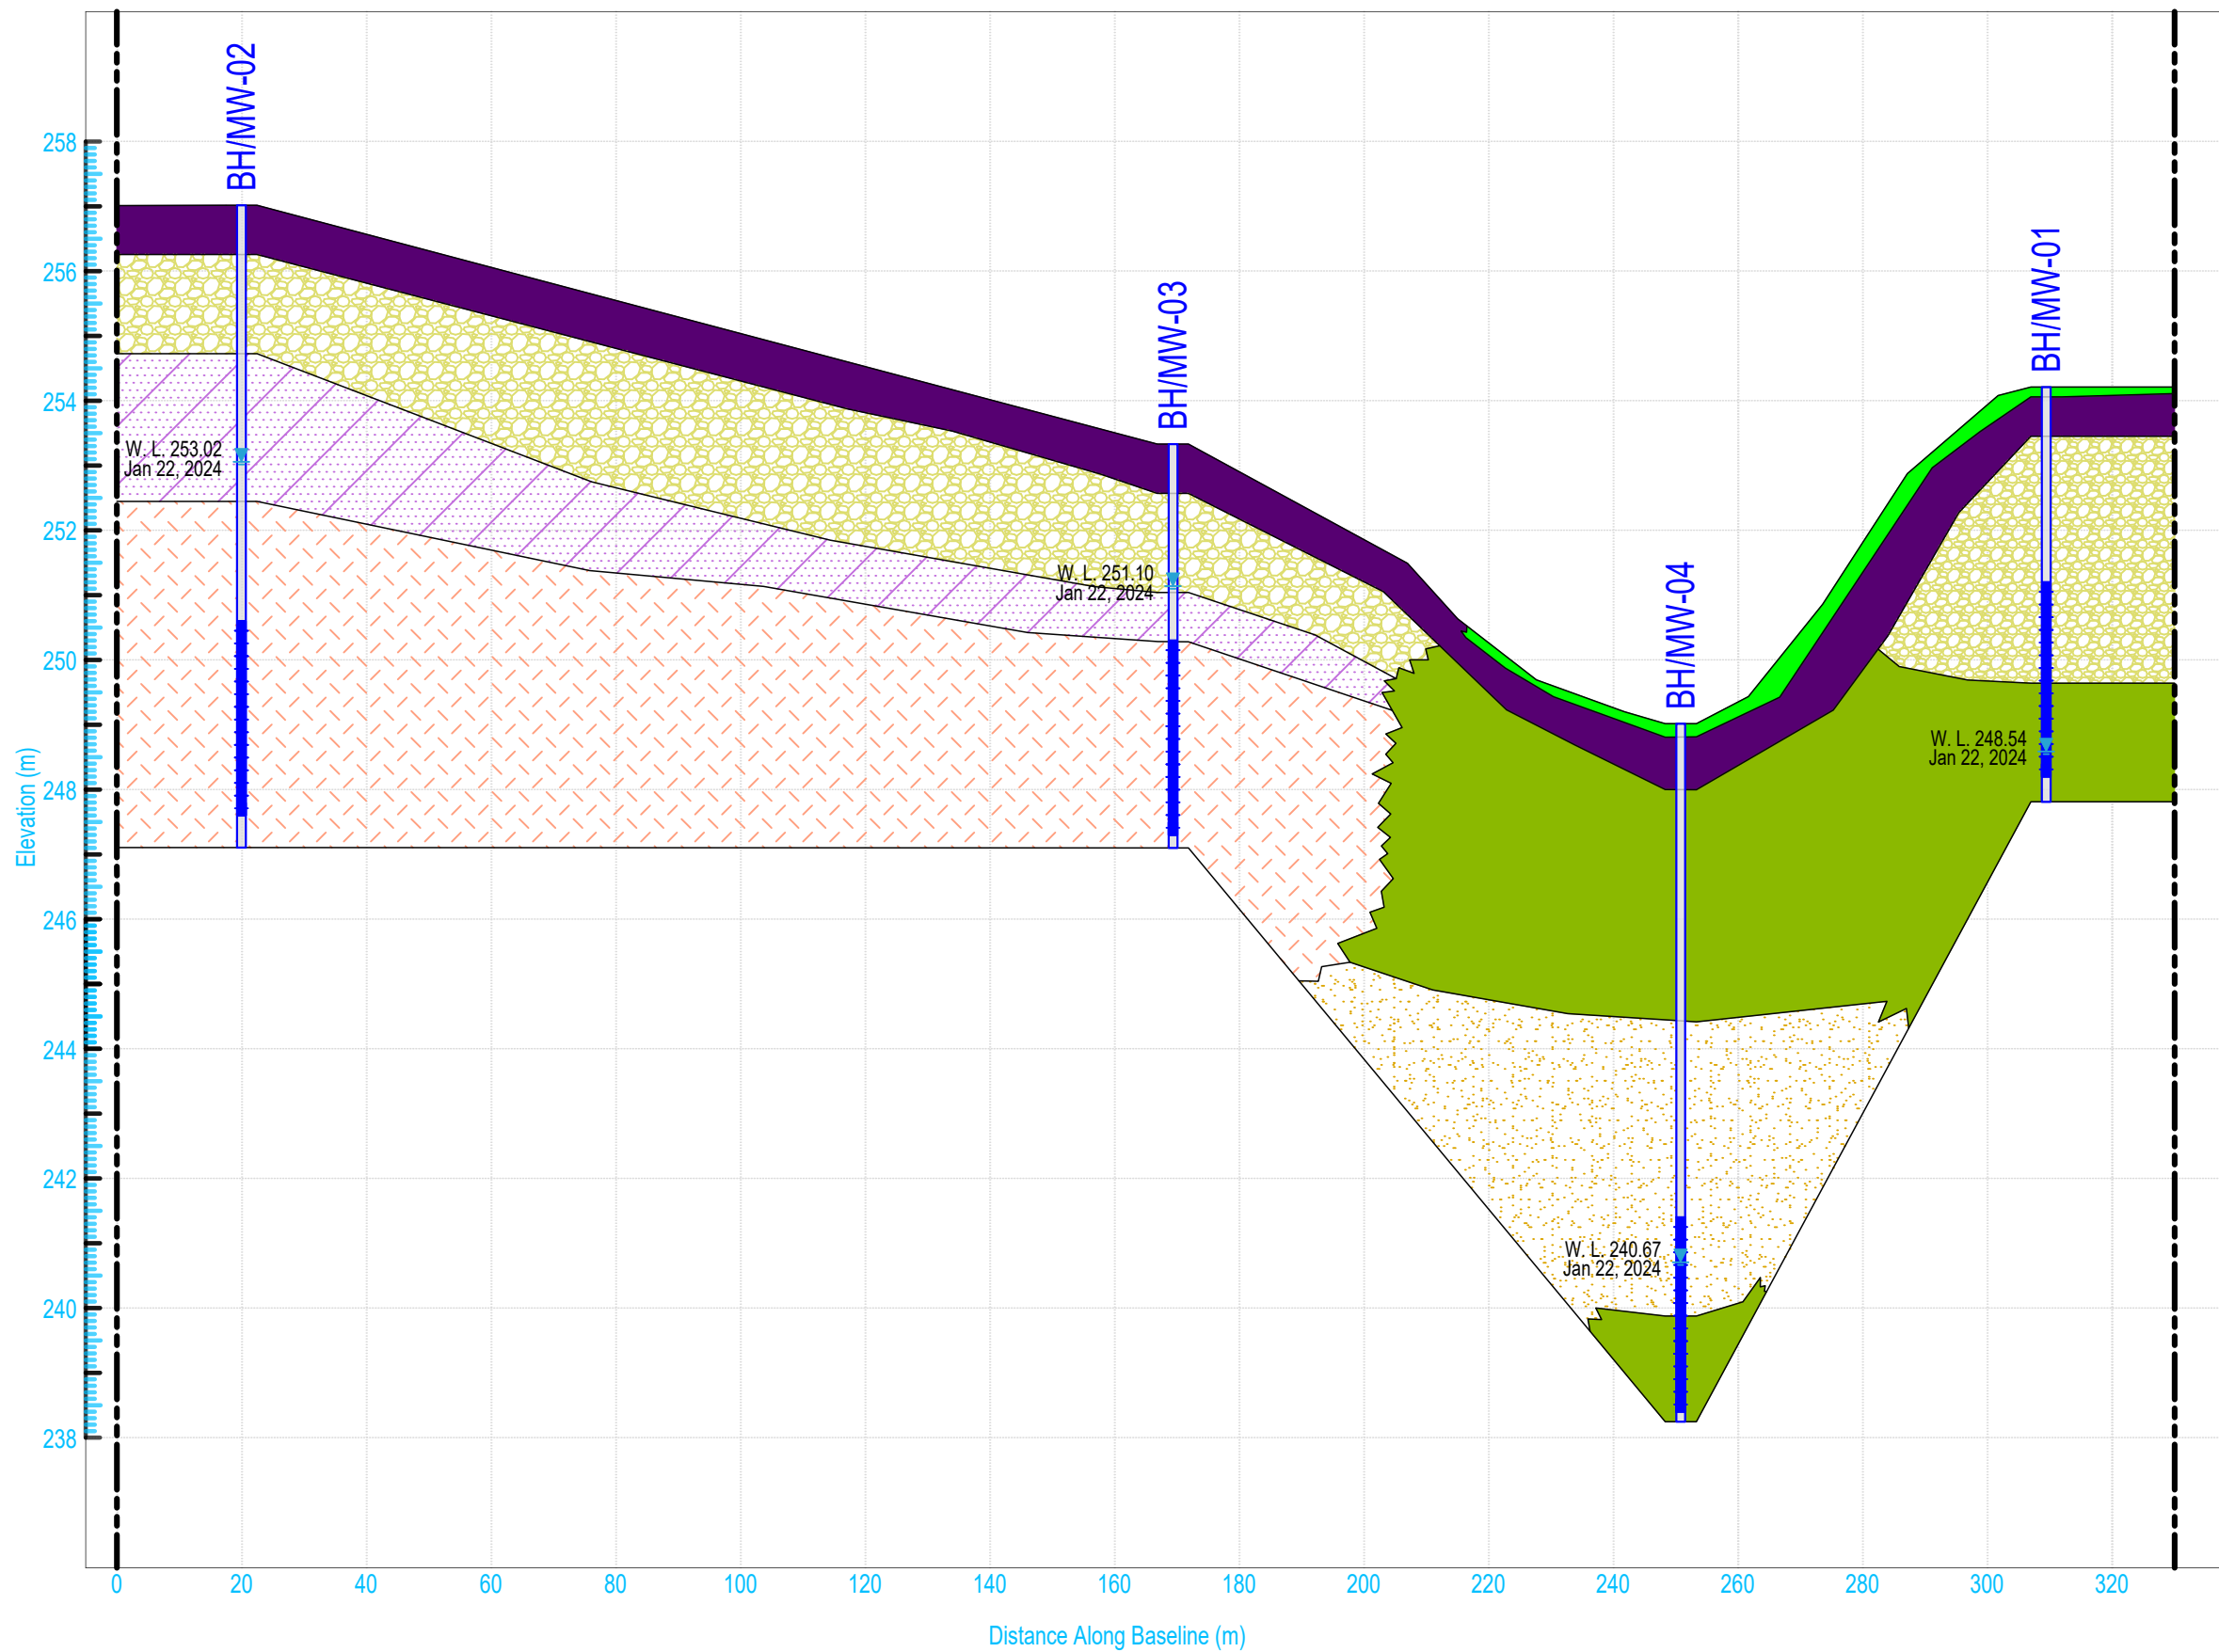 BH/MW-02
BH/MW-03
BH/MW-04
BH/MW-01
W. L. 253.02
Jan 22, 2024
W. L. 251.10
Jan 22, 2024
W. L. 240.67
Jan 22, 2024
W. L. 248.54
Jan 22, 2024
258
256
254
252
250
248
246
244
242
240
238
Elevation (m)
0 20 40 60 80 100 120 140 160 180 200 220 240 260 280 300 320
Distance Along Baseline (m)